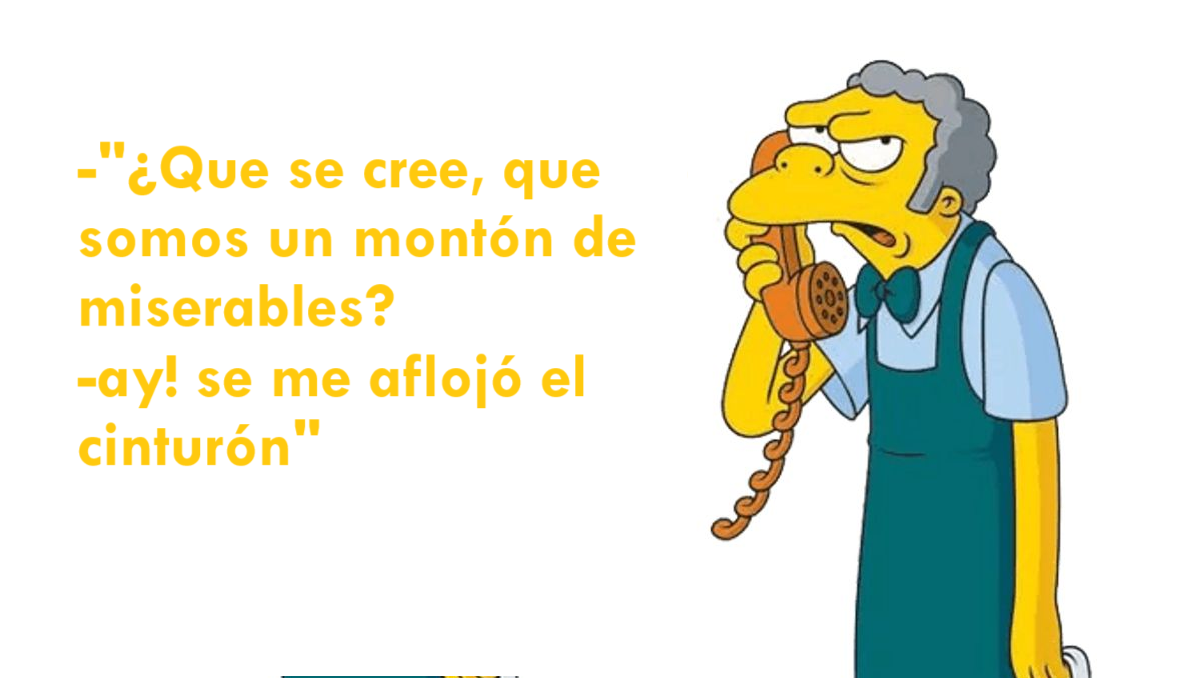 -"¿Que se cree, que
somos un montón de
miserables?
-ay! se me aflojó el
cinturón"